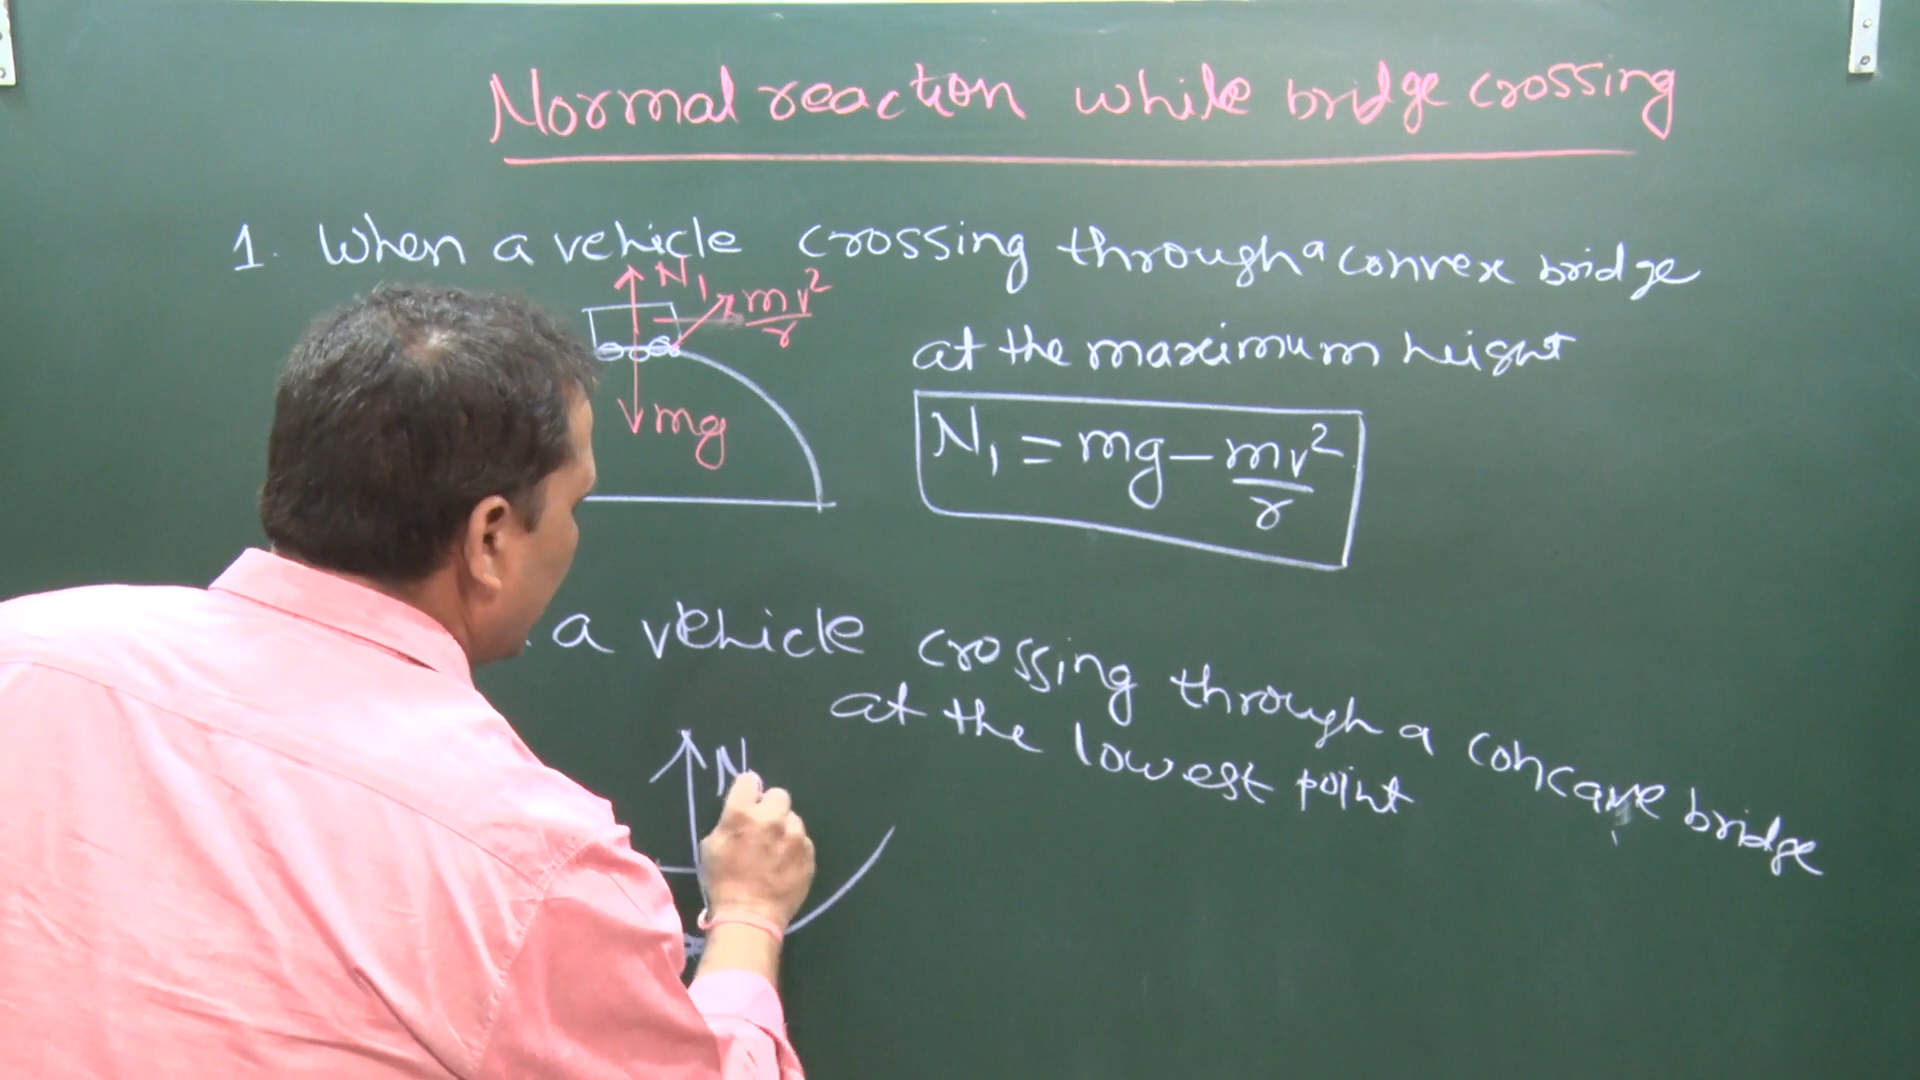 Normal reaction while bridge crossing
1. When a vehicle crossing through a convex bridge
N₁
mv²/r
at the maximum height
mg
N₁ = mg - mv²/r
a vehicle crossing through a concave bridge
at the lowest point
N